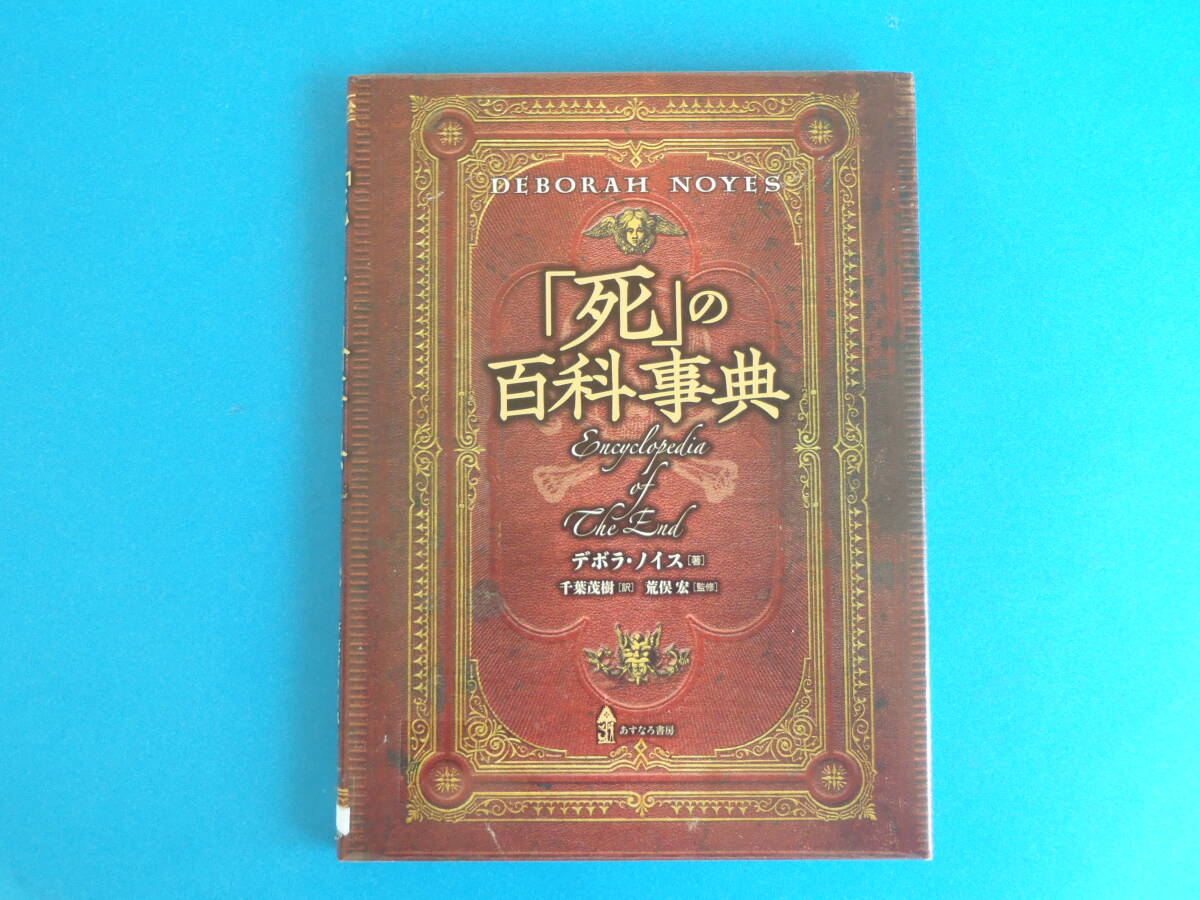 DEBORAH NOYES
「死」の
百科事典
Encyclopedia
of
The End
デボラ・ノイス[著]
千葉茂樹[訳] 荒俣 宏[監修]
あすなろ書房